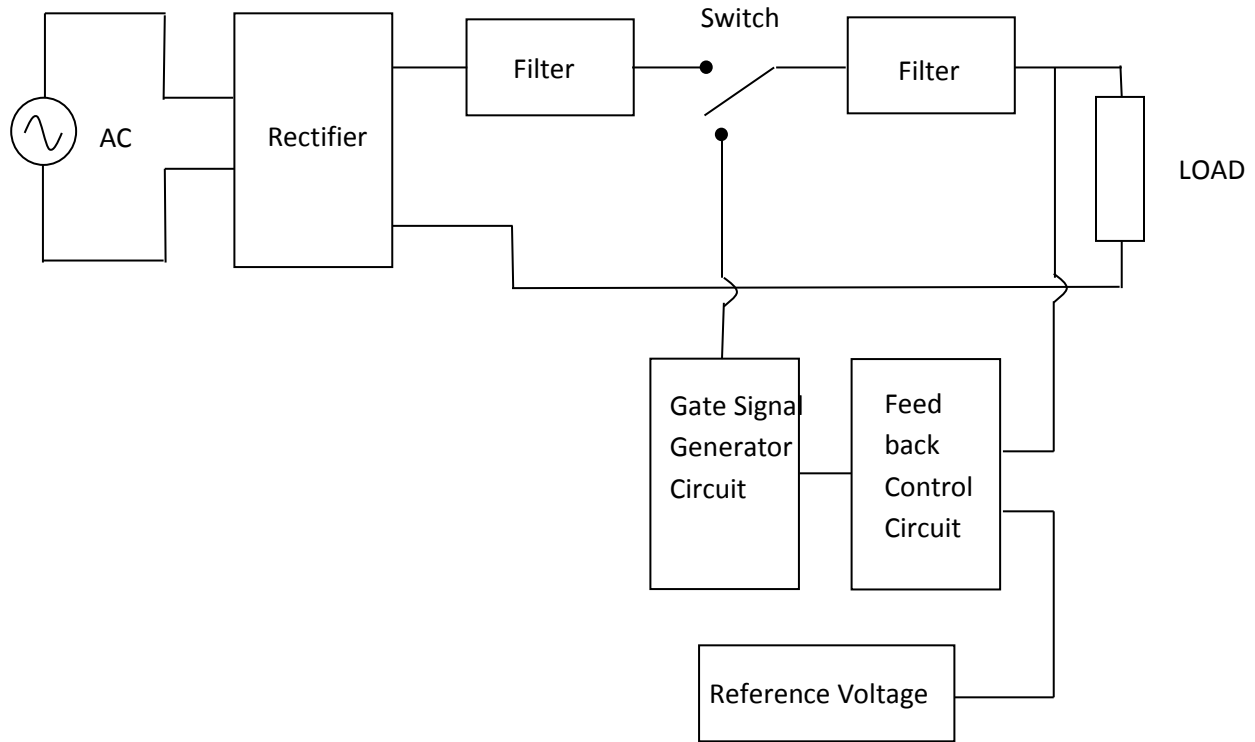 Switch
Filter
Filter
AC
Rectifier
LOAD
Gate Signal
Generator
Circuit
Feed
back
Control
Circuit
Reference Voltage